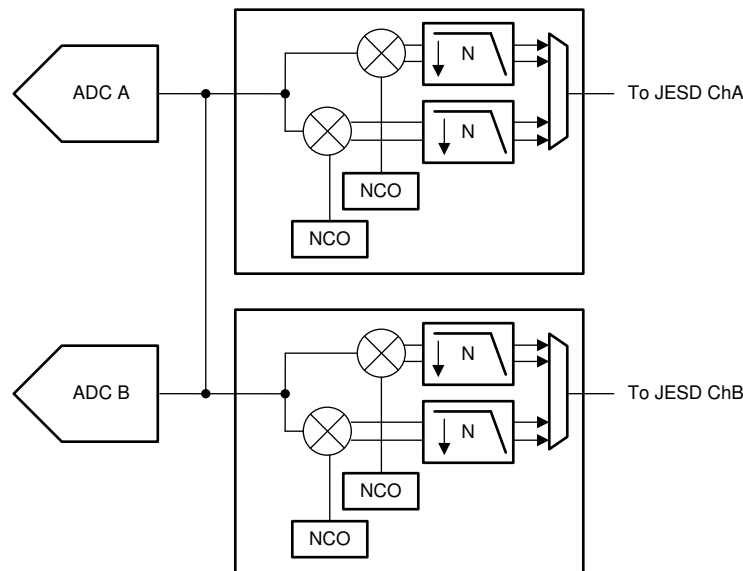 N
ADC A
To JESD ChA
N
NCO
NCO
N
ADC B
To JESD ChB
N
NCO
NCO